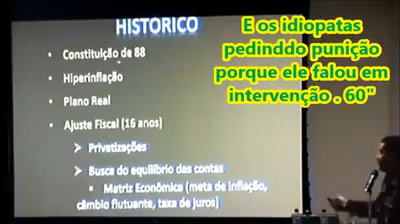 HISTÓRICO
• Constituição de 88
• Hiperinflação
• Plano Real
• Ajuste Fiscal (16 anos)
➤ Privatizações
➤ Busca do equilíbrio das contas
▪ Matriz Econômica (meta de inflação,
câmbio flutuante, taxa de juros)
E os idiopatas
pedinddo punição
porque ele falou em
intervenção . 60"